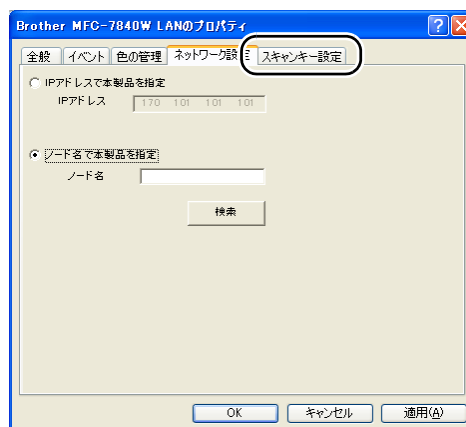 Brother MFC-7840W LANのプロパティ
全般 イベント 色の管理 ネットワーク設定 スキャンキー設定
IPアドレスで本製品を指定
IPアドレス 170 101 101 101
ノード名で本製品を指定
ノード名
検索
OK キャンセル 適用(A)